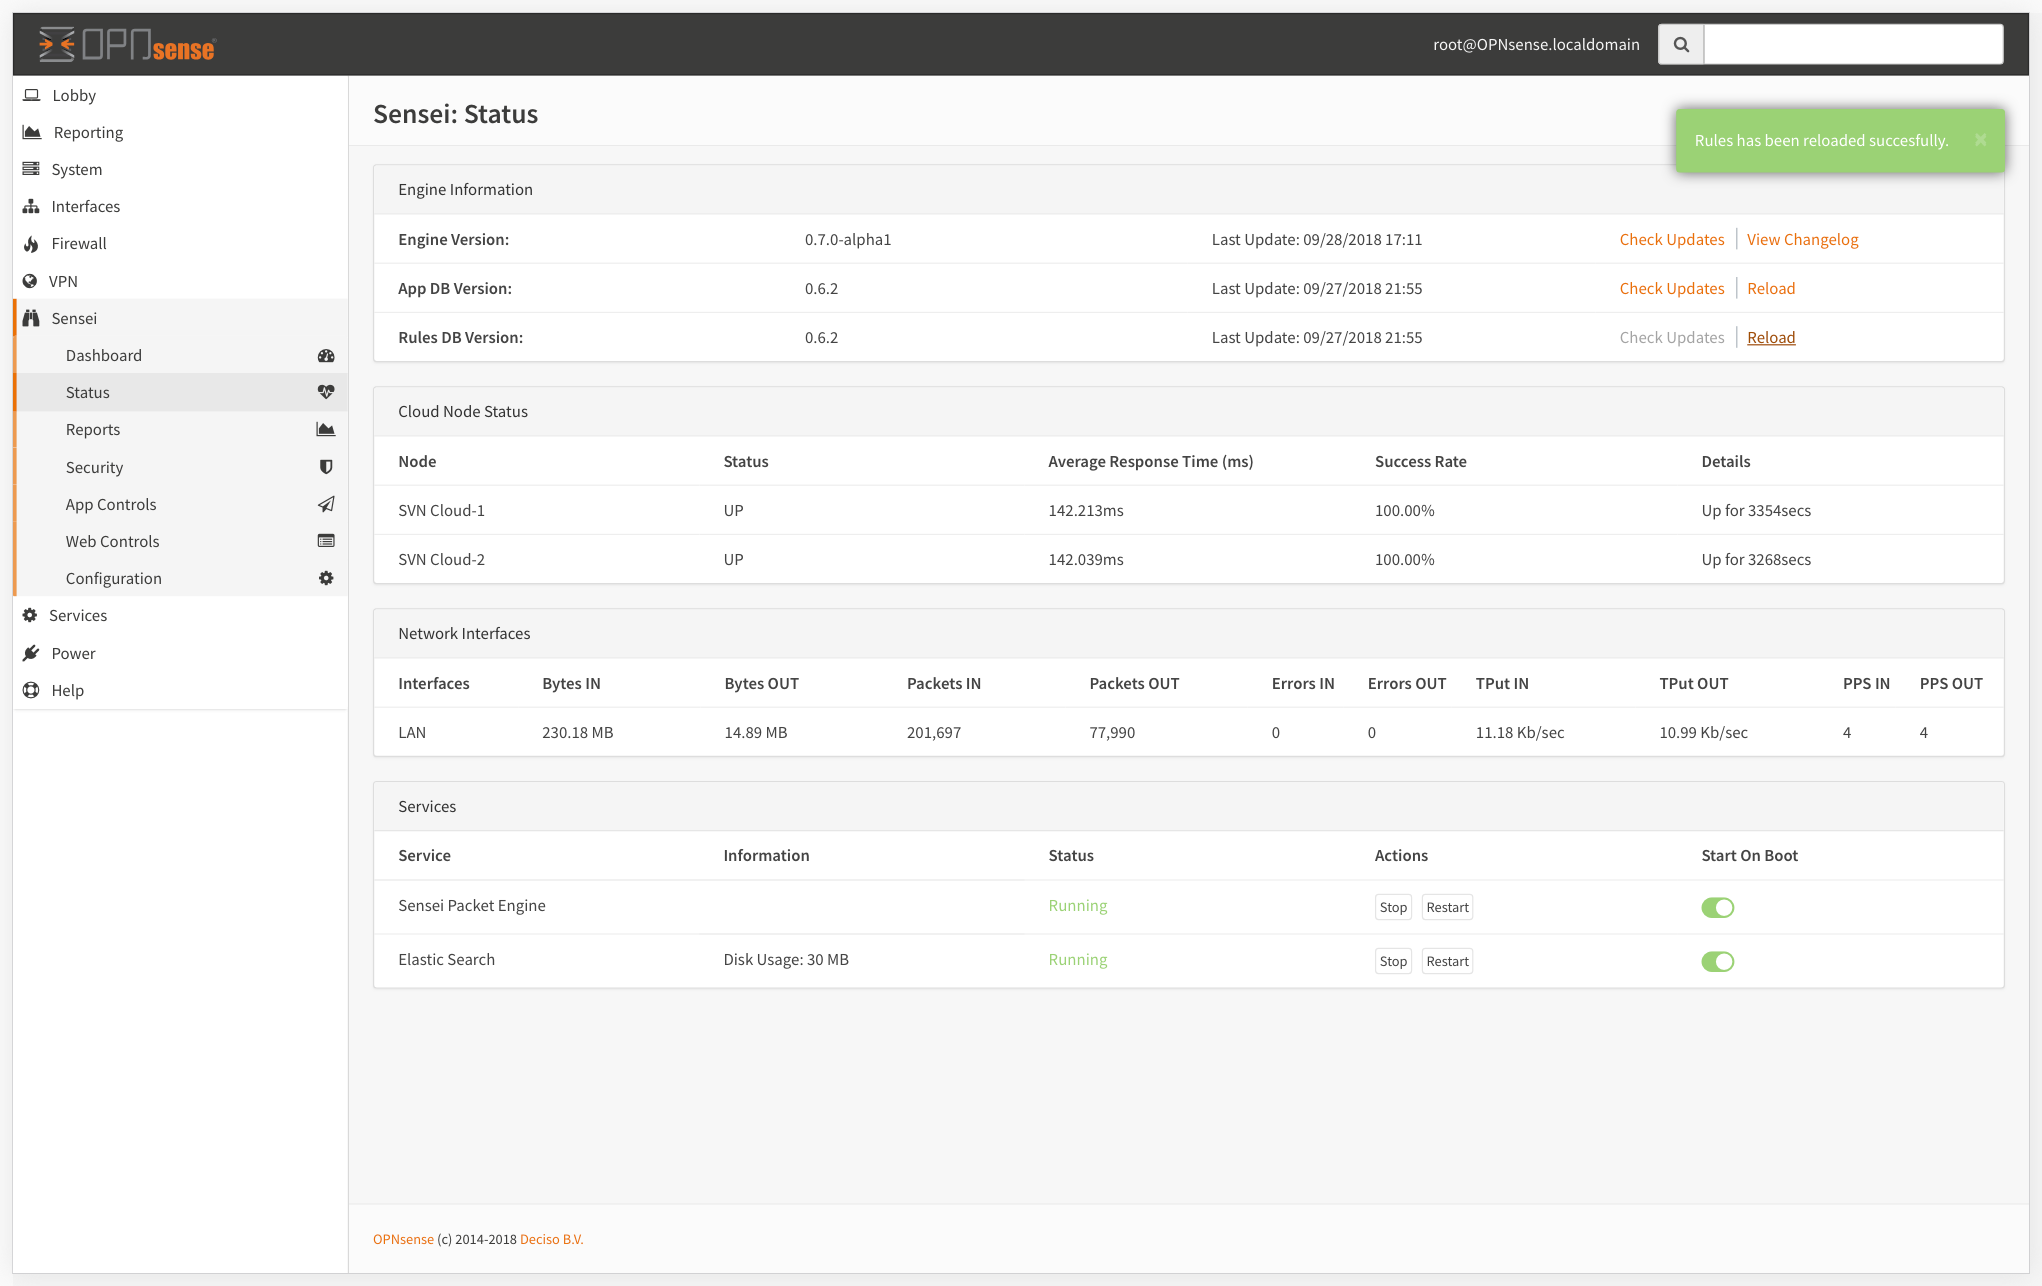 OPNsense
root@OPNsense.localdomain
Lobby
Reporting
System
Interfaces
Firewall
VPN
Sensei
Dashboard
Status
Reports
Security
App Controls
Web Controls
Configuration
Services
Power
Help
Sensei: Status
Rules has been reloaded succesfully. ×
Engine Information
Engine Version: 0.7.0-alpha1 Last Update: 09/28/2018 17:11 Check Updates | View Changelog
App DB Version: 0.6.2 Last Update: 09/27/2018 21:55 Check Updates | Reload
Rules DB Version: 0.6.2 Last Update: 09/27/2018 21:55 Check Updates | Reload
Cloud Node Status
Node Status Average Response Time (ms) Success Rate Details
SVN Cloud-1 UP 142.213ms 100.00% Up for 3354secs
SVN Cloud-2 UP 142.039ms 100.00% Up for 3268secs
Network Interfaces
Interfaces Bytes IN Bytes OUT Packets IN Packets OUT Errors IN Errors OUT TPut IN TPut OUT PPS IN PPS OUT
LAN 230.18 MB 14.89 MB 201,697 77,990 0 0 11.18 Kb/sec 10.99 Kb/sec 4 4
Services
Service Information Status Actions Start On Boot
Sensei Packet Engine Running Stop Restart
Elastic Search Disk Usage: 30 MB Running Stop Restart
OPNsense (c) 2014-2018 Deciso B.V.